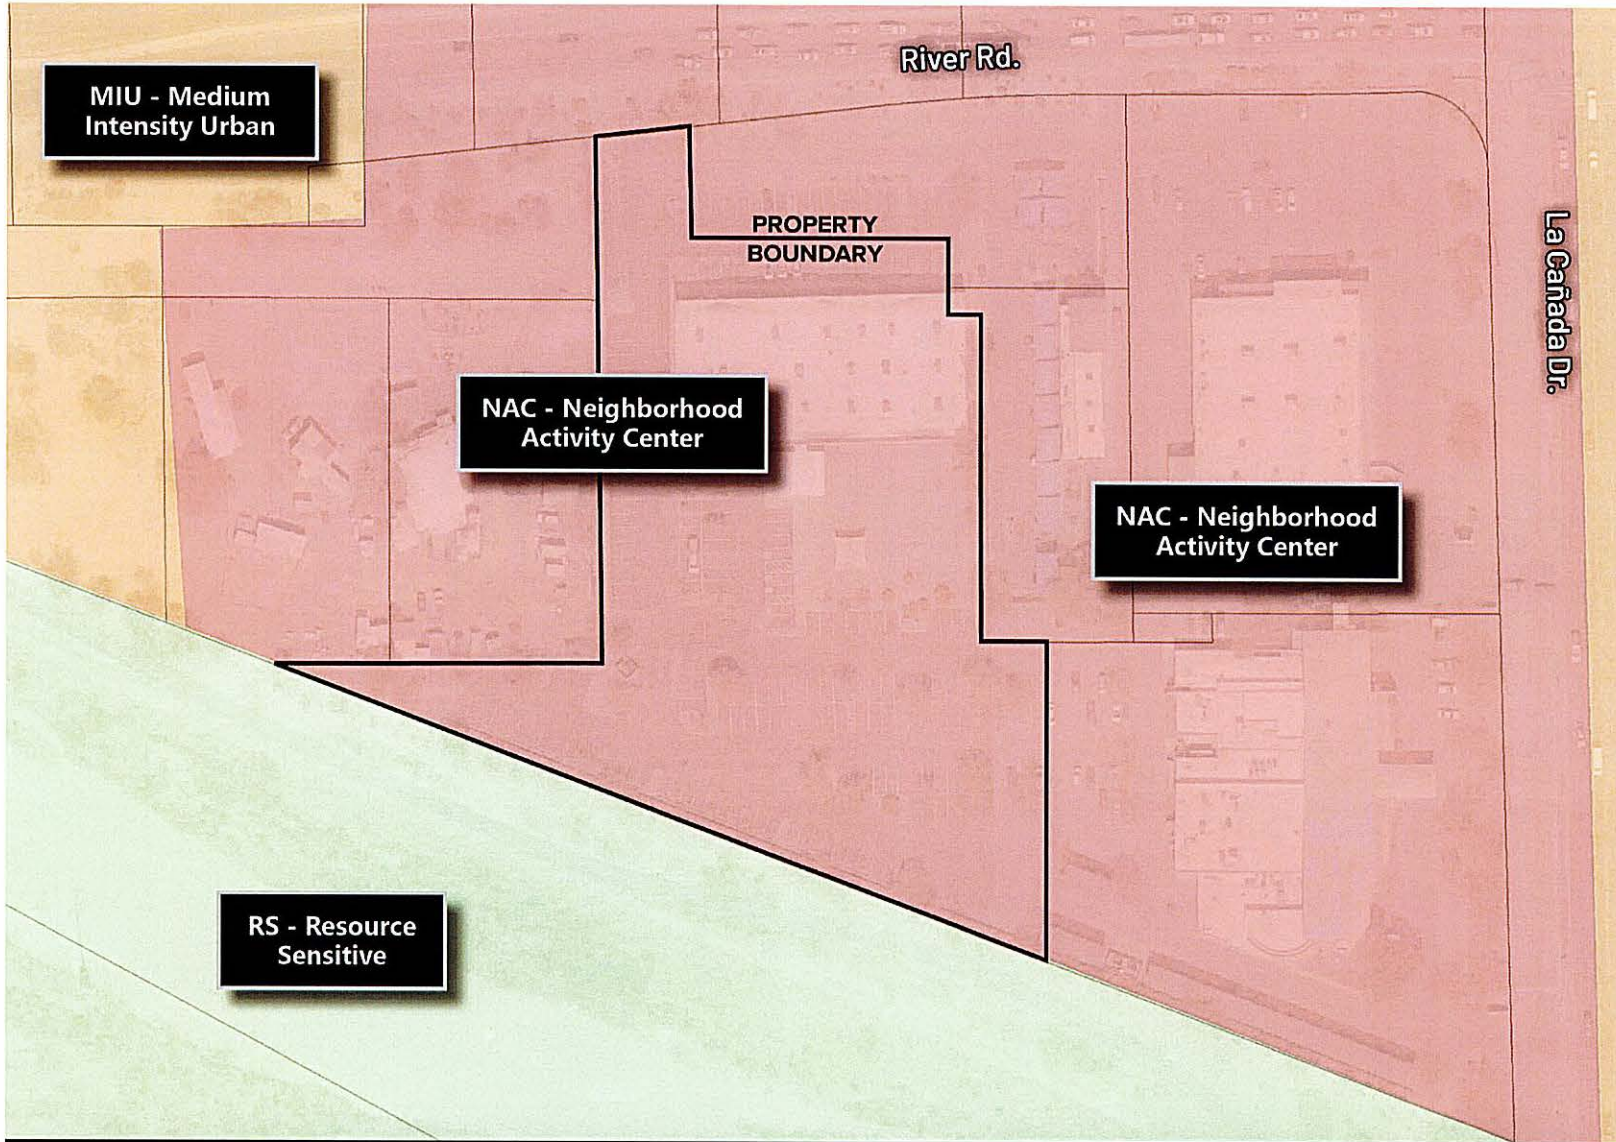 River Rd.
MIU - Medium
Intensity Urban
PROPERTY
BOUNDARY
La Cañada Dr.
NAC - Neighborhood
Activity Center
NAC - Neighborhood
Activity Center
RS - Resource
Sensitive